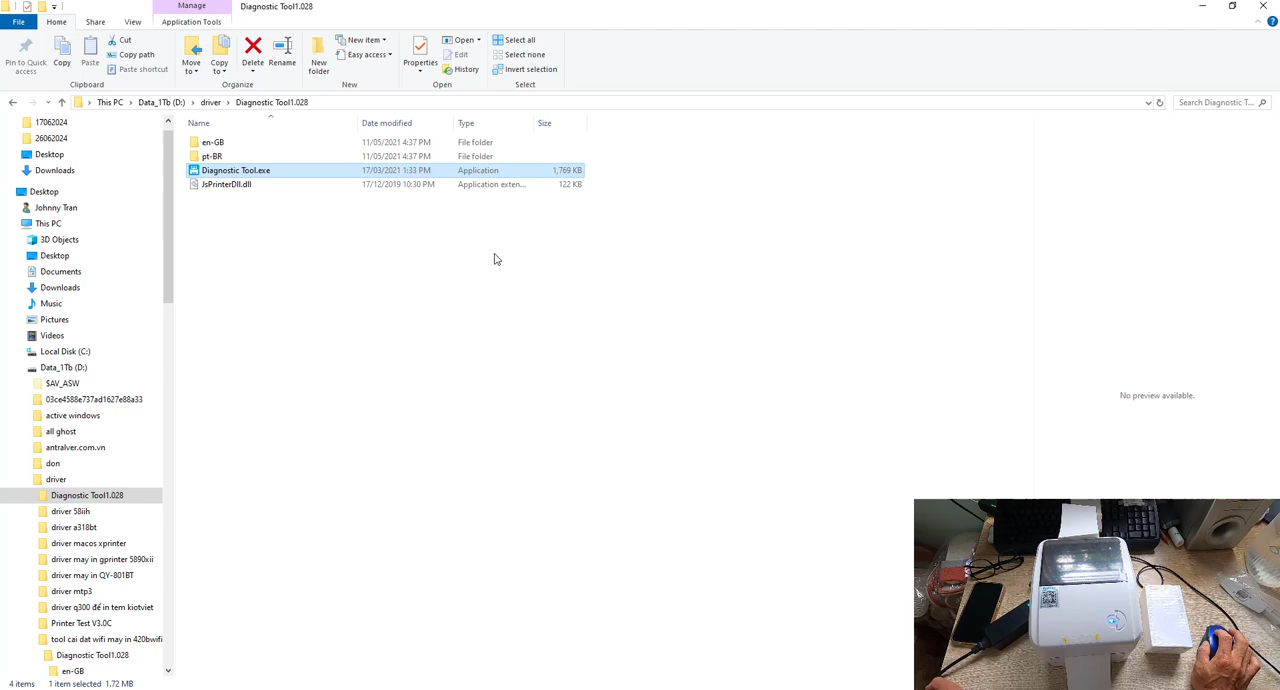 Manage
Diagnostic Tool1.028
File
Home
Share
View
Application Tools
Pin to Quick access
Copy
Paste
Cut
Copy path
Paste shortcut
Clipboard
Move to
Copy to
Delete
Rename
Organize
New folder
New item
Easy access
New
Properties
Open
Edit
History
Open
Select all
Select none
Invert selection
Select
This PC > Data_1Tb (D:) > driver > Diagnostic Tool1.028
Search Diagnostic T...
Name Date modified Type Size
en-GB 11/05/2021 4:37 PM File folder
pt-BR 11/05/2021 4:37 PM File folder
Diagnostic Tool.exe 17/03/2021 1:33 PM Application 1,769 KB
JsPrinterDll.dll 17/12/2019 10:30 PM Application exten... 122 KB
17062024
26062024
Desktop
Downloads
Desktop
Johnny Tran
This PC
3D Objects
Desktop
Documents
Downloads
Music
Pictures
Videos
Local Disk (C:)
Data_1Tb (D:)
$AV_ASW
03ce4588e737ad1627e88a33
active windows
all ghost
antralver.com.vn
don
driver
Diagnostic Tool1.028
driver 58iih
driver a318bt
driver macos xprinter
driver may in gprinter 5890xii
driver may in QY-801BT
driver mtp3
driver q300 để in tem kiotviet
Printer Test V3.0C
tool cai dat wifi may in 420bwifi
Diagnostic Tool1.028
en-GB
No preview available.
4 items 1 item selected 1.72 MB